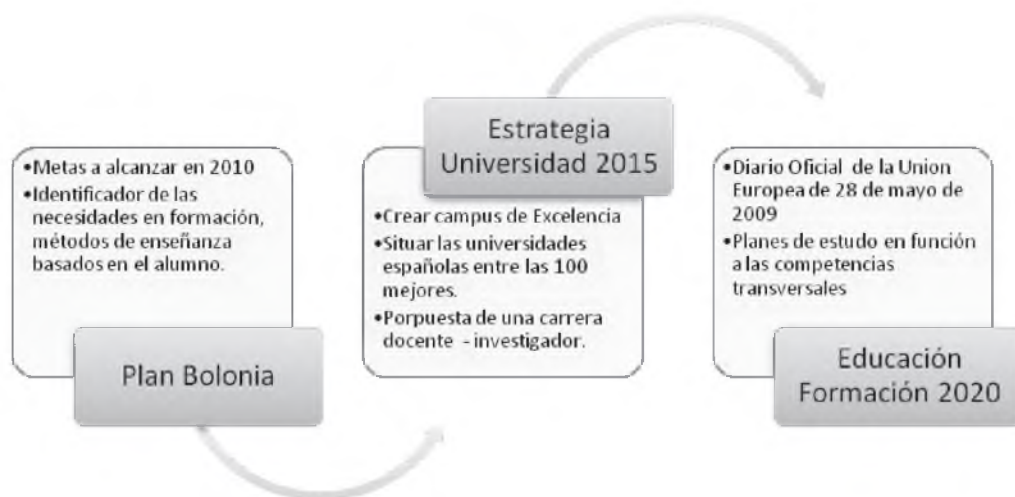 •Metas a alcanzar en 2010
•Identificador de las
necesidades en formación,
métodos de enseñanza
basados en el alumno.
Plan Bolonia
Estrategia
Universidad 2015
•Crear campus de Excelencia
•Situar las universidades
españolas entre las 100
mejores.
•Porpuesta de una carrera
docente - investigador.
•Diario Oficial de la Union
Europea de 28 de mayo de
2009
•Planes de estudo en función
a las competencias
transversales
Educación
Formación 2020